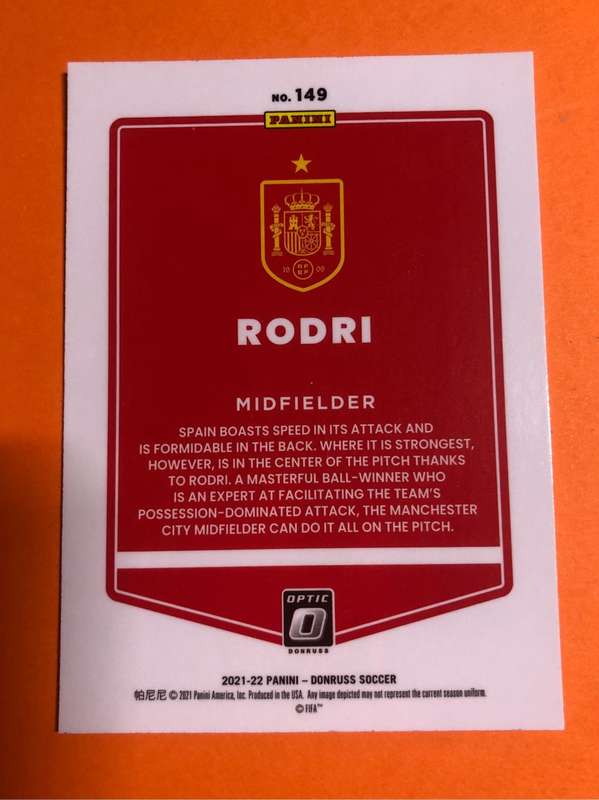 NO. 149
PANINI
RODRI
MIDFIELDER
SPAIN BOASTS SPEED IN ITS ATTACK AND
IS FORMIDABLE IN THE BACK. WHERE IT IS STRONGEST,
HOWEVER, IS IN THE CENTER OF THE PITCH THANKS
TO RODRI. A MASTERFUL BALL-WINNER WHO
IS AN EXPERT AT FACILITATING THE TEAM'S
POSSESSION-DOMINATED ATTACK, THE MANCHESTER
CITY MIDFIELDER CAN DO IT ALL ON THE PITCH.
OPTIC
DONRUSS
2021-22 PANINI – DONRUSS SOCCER
帕尼尼 © 2021 Panini America, Inc. Produced in the USA. Any image depicted may not represent the current season uniform.
© FIFA™